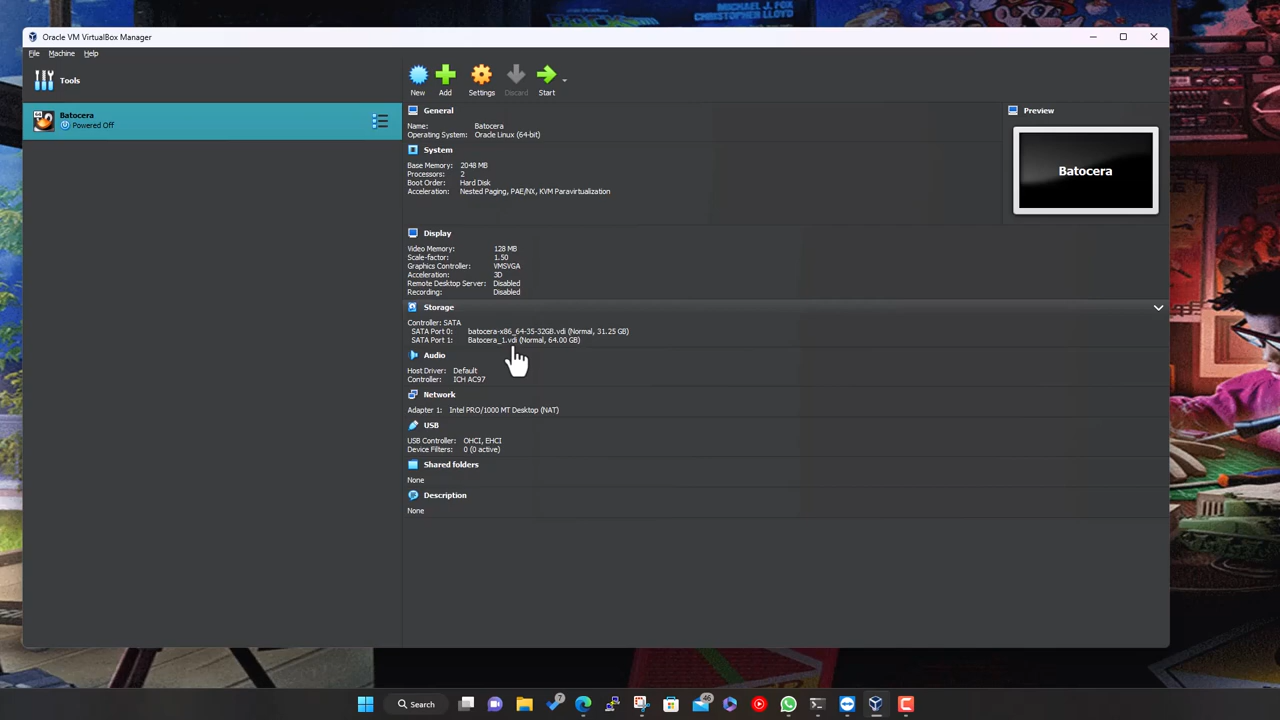 MICHAEL J. FOX
CHRISTOPHER LLOYD
Oracle VM VirtualBox Manager
File Machine Help
Tools
New Add Settings Discard Start
Batocera
Powered Off
General
Name: Batocera
Operating System: Oracle Linux (64-bit)
System
Base Memory: 2048 MB
Processors: 2
Boot Order: Hard Disk
Acceleration: Nested Paging, PAE/NX, KVM Paravirtualization
Preview
Batocera
Display
Video Memory: 128 MB
Scale-factor: 1.50
Graphics Controller: VMSVGA
Acceleration: 3D
Remote Desktop Server: Disabled
Recording: Disabled
Storage
Controller: SATA
SATA Port 0: batocera-x86_64-35-32GB.vdi (Normal, 31.25 GB)
SATA Port 1: Batocera_1.vdi (Normal, 64.00 GB)
Audio
Host Driver: Default
Controller: ICH AC97
Network
Adapter 1: Intel PRO/1000 MT Desktop (NAT)
USB
USB Controller: OHCI, EHCI
Device Filters: 0 (0 active)
Shared folders
None
Description
None
Search
7
46